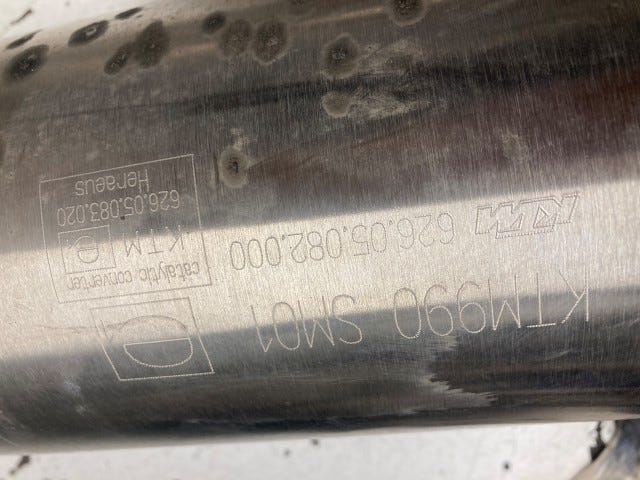 KTM990 SM01
KTM 626.05.082.000
catalytic converter
KTM e
626.05.083.020
Heraeus